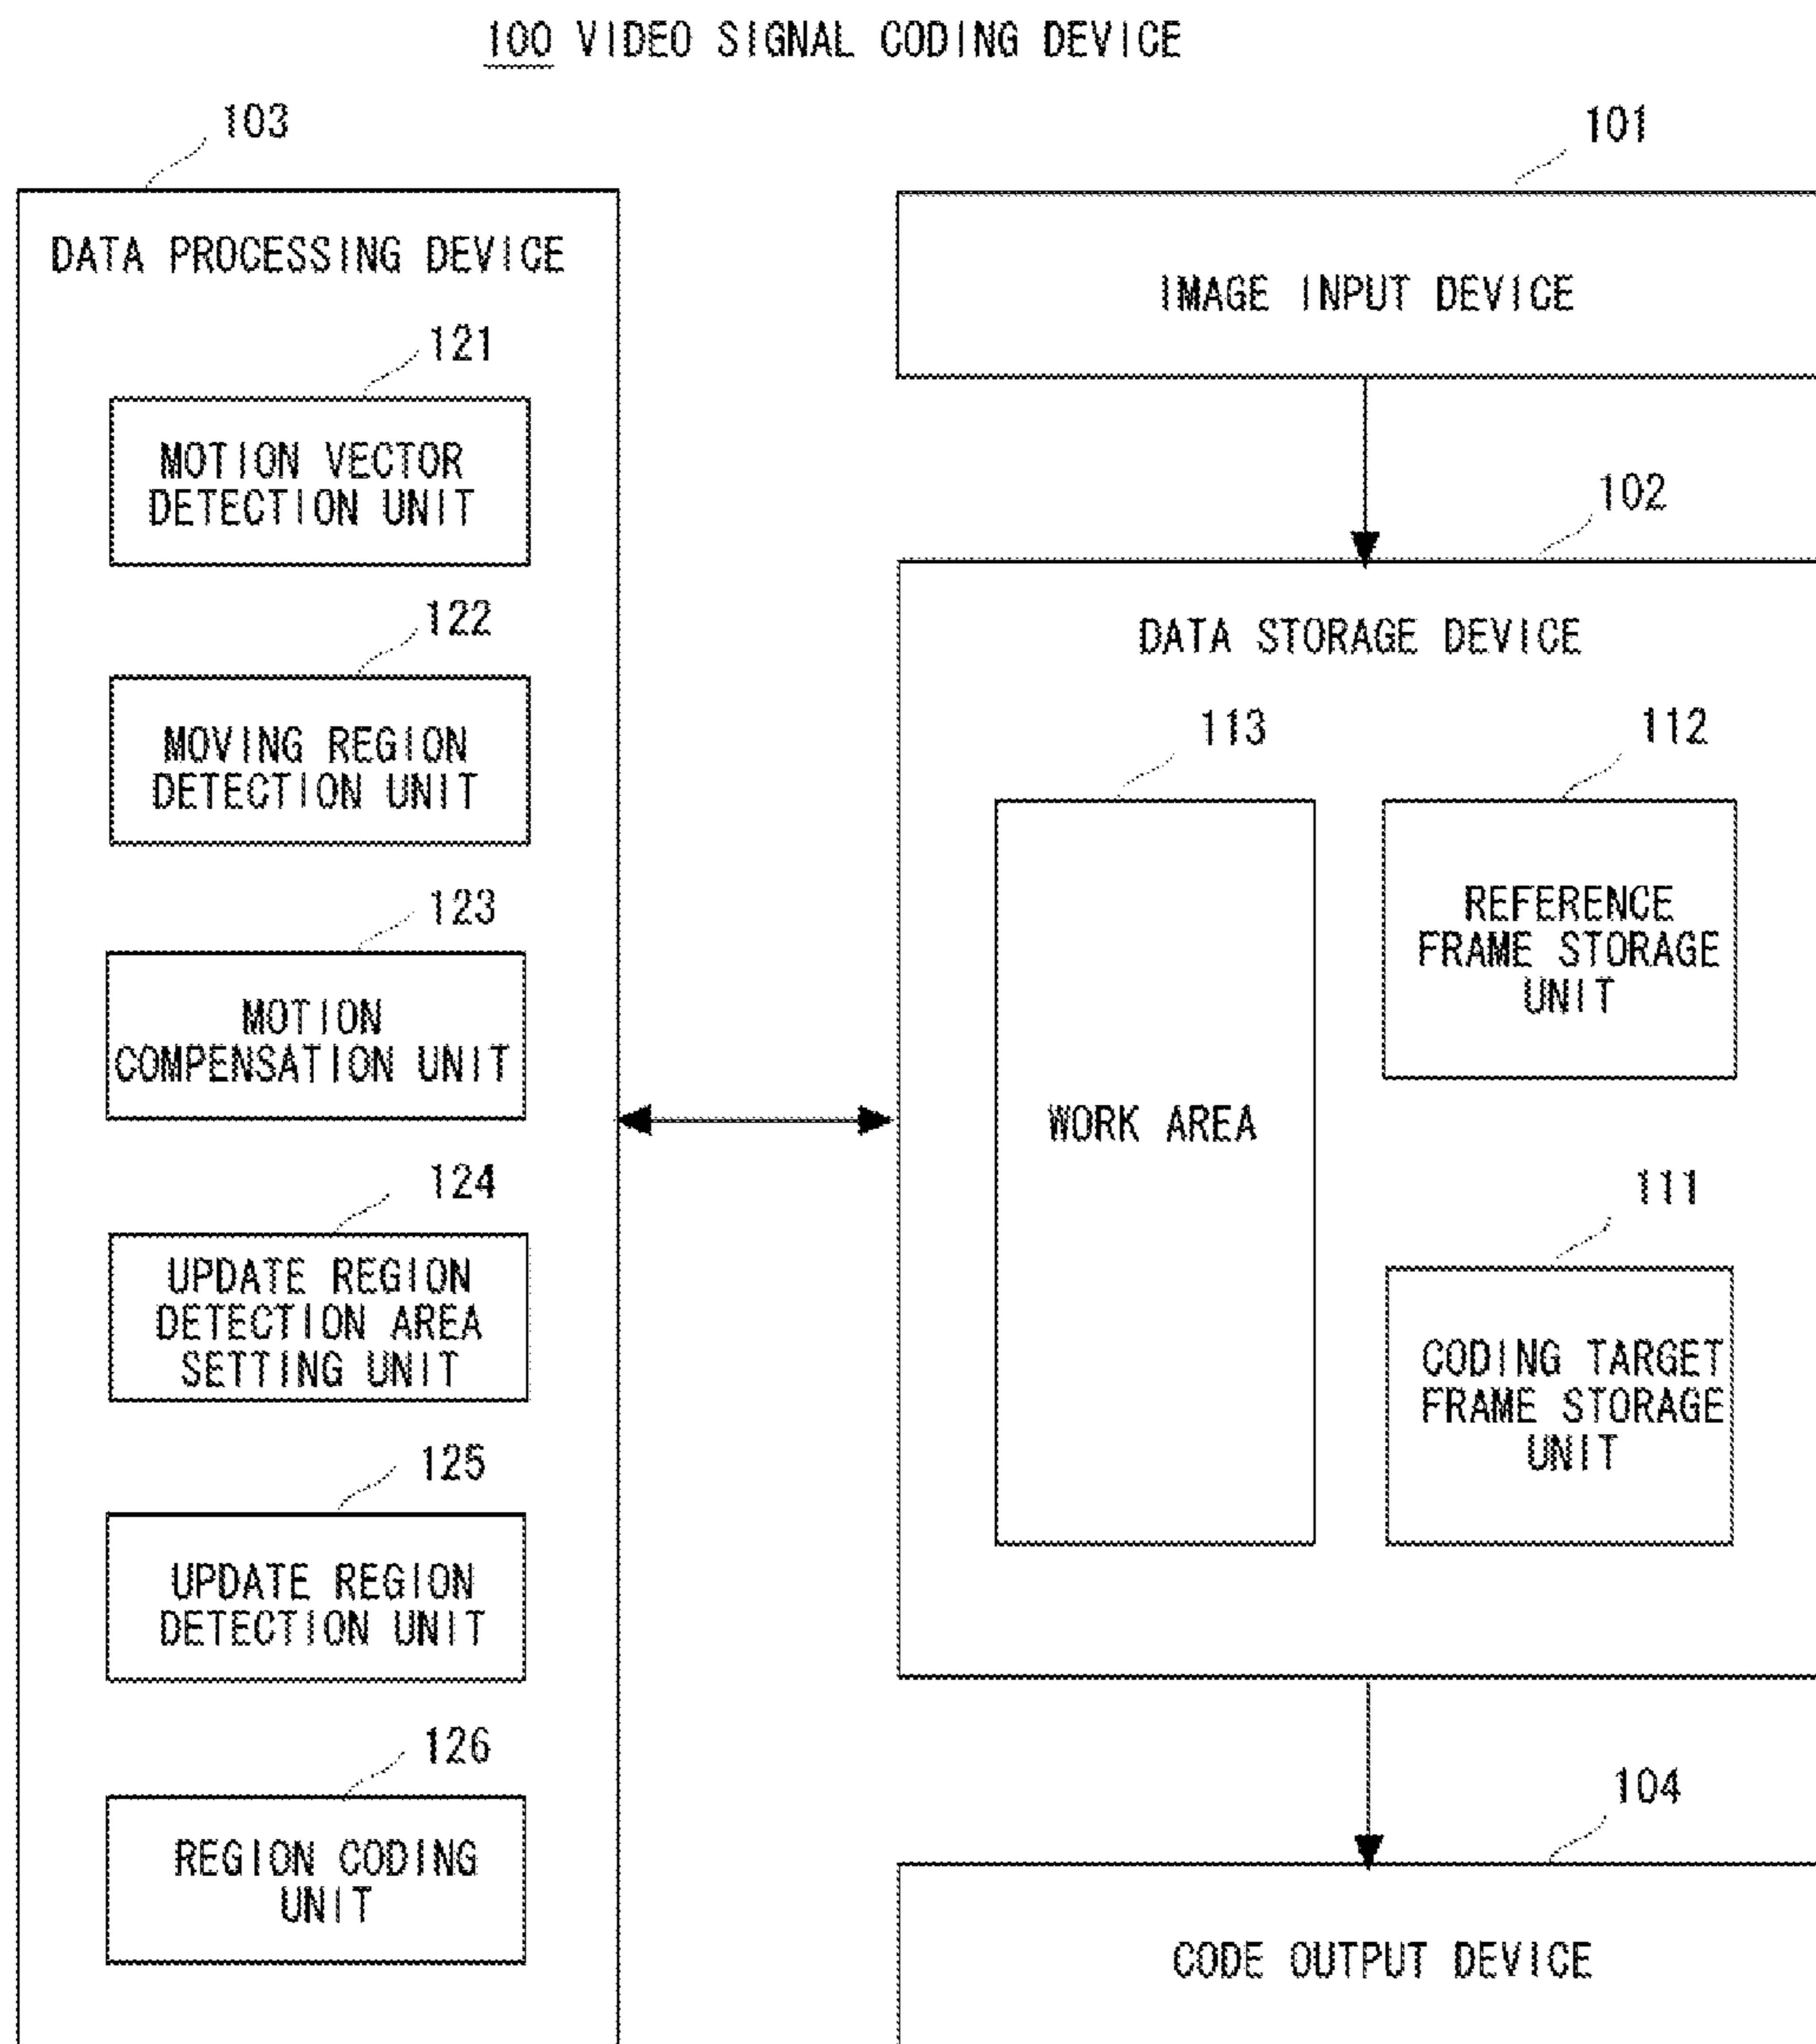 100 VIDEO SIGNAL CODING DEVICE
103
DATA PROCESSING DEVICE
121
MOTION VECTOR
DETECTION UNIT
122
MOVING REGION
DETECTION UNIT
123
MOTION
COMPENSATION UNIT
124
UPDATE REGION
DETECTION AREA
SETTING UNIT
125
UPDATE REGION
DETECTION UNIT
126
REGION CODING
UNIT
101
IMAGE INPUT DEVICE
102
DATA STORAGE DEVICE
113
WORK AREA
112
REFERENCE
FRAME STORAGE
UNIT
111
CODING TARGET
FRAME STORAGE
UNIT
104
CODE OUTPUT DEVICE